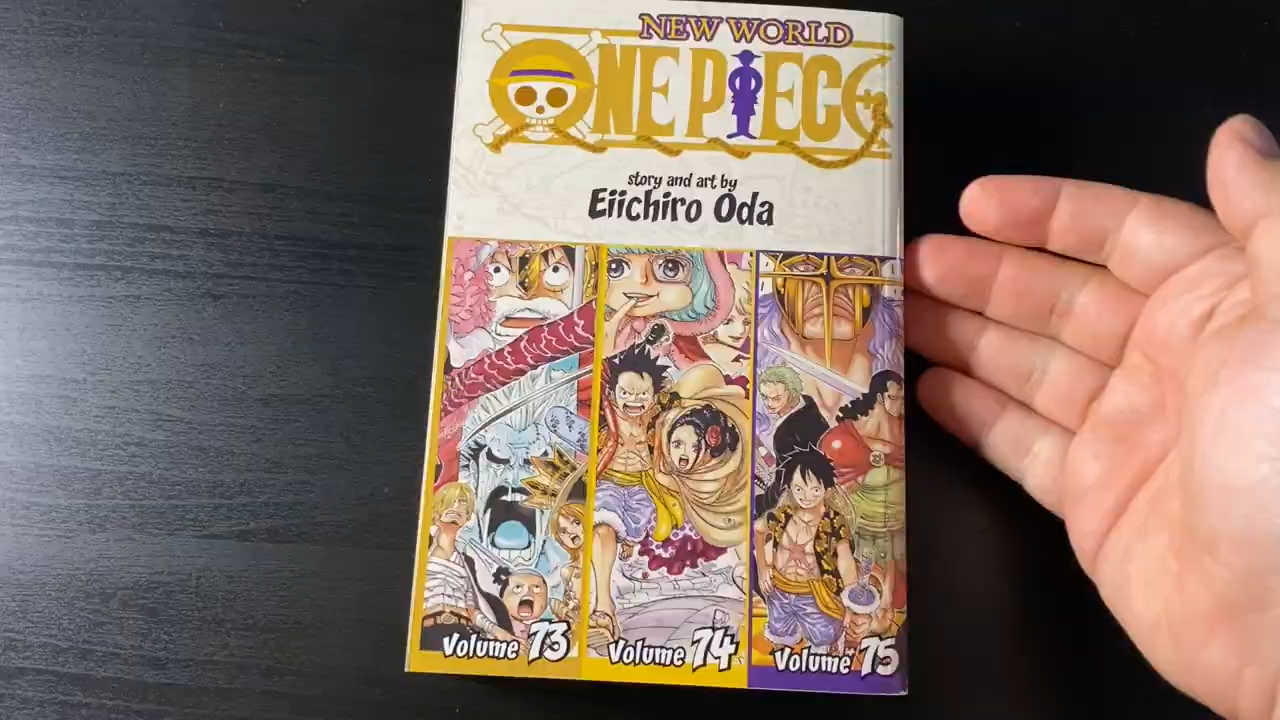 NEW WORLD
ONE PIECE
story and art by
Eiichiro Oda
Volume 73
Volume 74
Volume 75